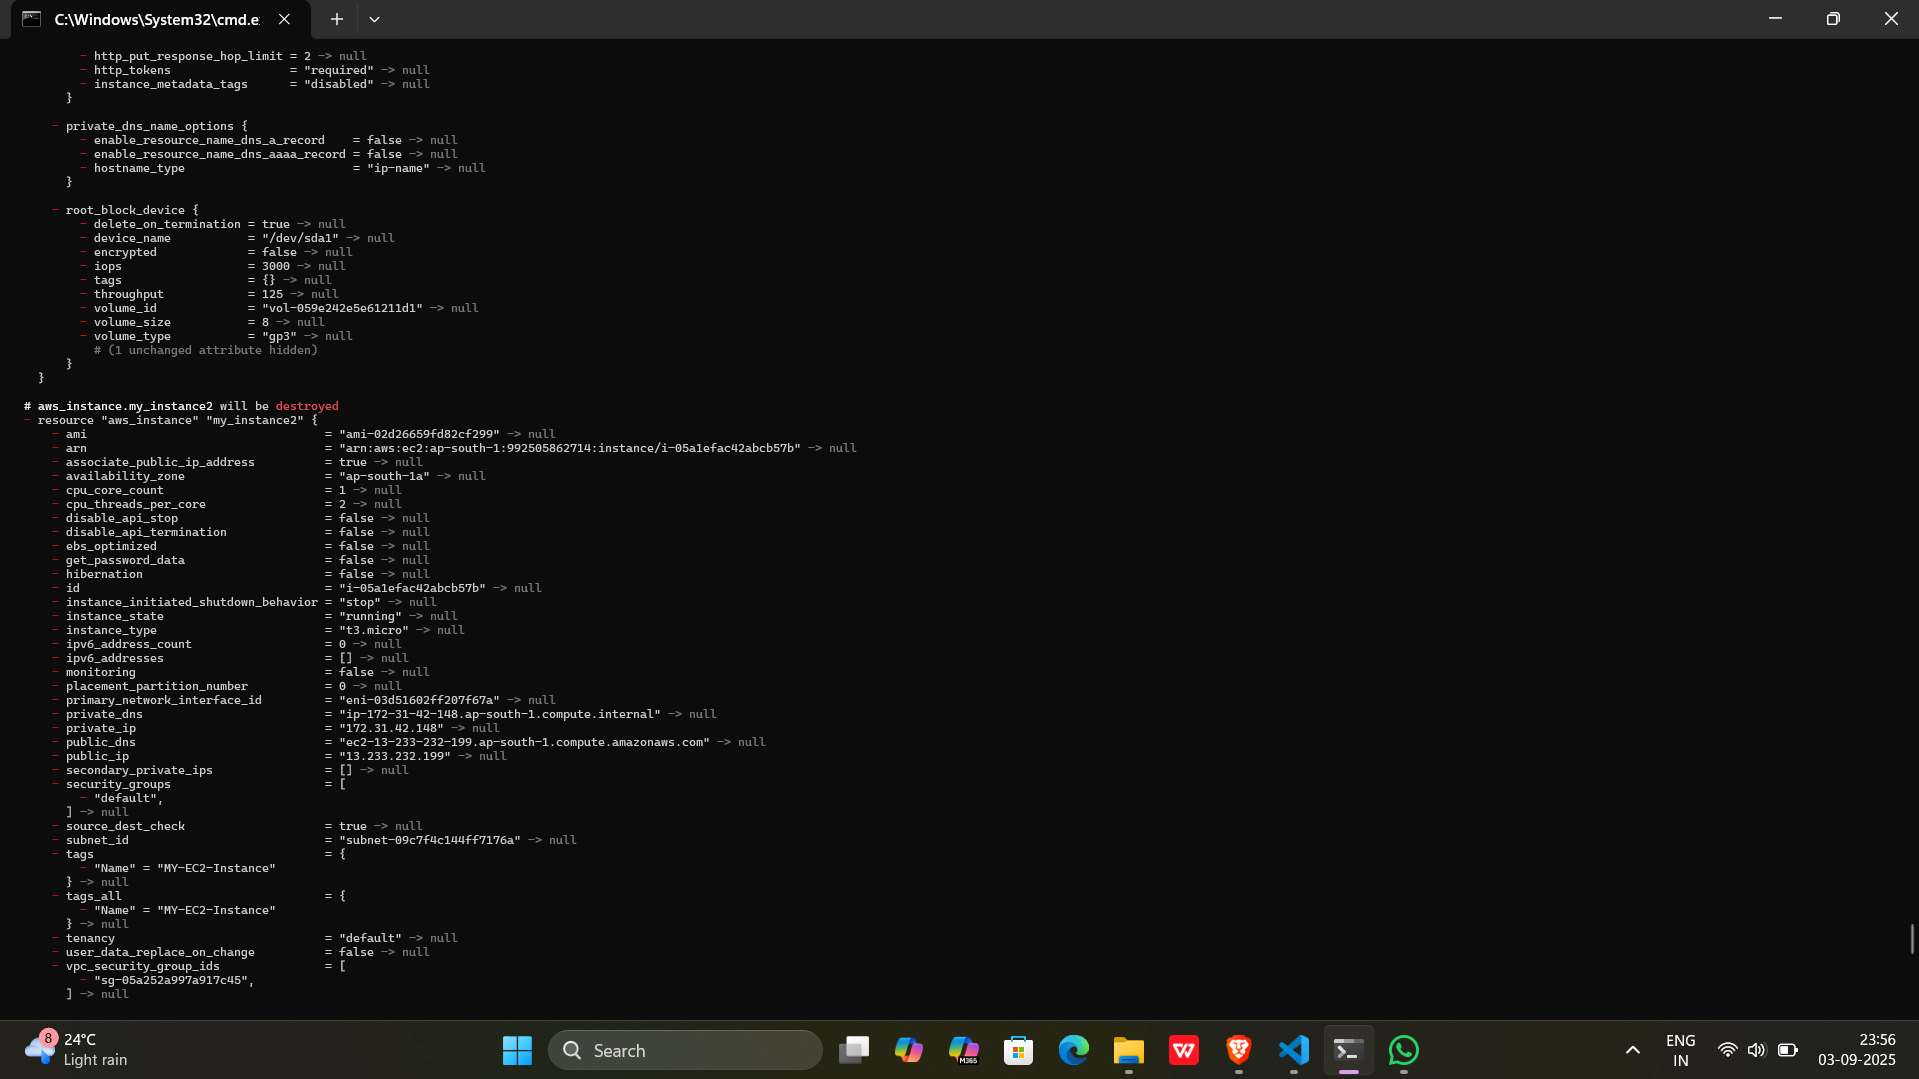 C:\Windows\System32\cmd.e
- http_put_response_hop_limit = 2 -> null
- http_tokens = "required" -> null
- instance_metadata_tags = "disabled" -> null
}
- private_dns_name_options {
- enable_resource_name_dns_a_record = false -> null
- enable_resource_name_dns_aaaa_record = false -> null
- hostname_type = "ip-name" -> null
}
- root_block_device {
- delete_on_termination = true -> null
- device_name = "/dev/sda1" -> null
- encrypted = false -> null
- iops = 3000 -> null
- tags = {} -> null
- throughput = 125 -> null
- volume_id = "vol-059e242e5e61211d1" -> null
- volume_size = 8 -> null
- volume_type = "gp3" -> null
# (1 unchanged attribute hidden)
}
}
# aws_instance.my_instance2 will be destroyed
- resource "aws_instance" "my_instance2" {
- ami = "ami-02d26659fd82cf299" -> null
- arn = "arn:aws:ec2:ap-south-1:992505862714:instance/i-05a1efac42abcb57b" -> null
- associate_public_ip_address = true -> null
- availability_zone = "ap-south-1a" -> null
- cpu_core_count = 1 -> null
- cpu_threads_per_core = 2 -> null
- disable_api_stop = false -> null
- disable_api_termination = false -> null
- ebs_optimized = false -> null
- get_password_data = false -> null
- hibernation = false -> null
- id = "i-05a1efac42abcb57b" -> null
- instance_initiated_shutdown_behavior = "stop" -> null
- instance_state = "running" -> null
- instance_type = "t3.micro" -> null
- ipv6_address_count = 0 -> null
- ipv6_addresses = [] -> null
- monitoring = false -> null
- placement_partition_number = 0 -> null
- primary_network_interface_id = "eni-03d51602ff207f67a" -> null
- private_dns = "ip-172-31-42-148.ap-south-1.compute.internal" -> null
- private_ip = "172.31.42.148" -> null
- public_dns = "ec2-13-233-232-199.ap-south-1.compute.amazonaws.com" -> null
- public_ip = "13.233.232.199" -> null
- secondary_private_ips = [] -> null
- security_groups = [
- "default",
] -> null
- source_dest_check = true -> null
- subnet_id = "subnet-09c7f4c144ff7176a" -> null
- tags = {
- "Name" = "MY-EC2-Instance"
} -> null
- tags_all = {
- "Name" = "MY-EC2-Instance"
} -> null
- tenancy = "default" -> null
- user_data_replace_on_change = false -> null
- vpc_security_group_ids = [
- "sg-05a252a997a917c45",
] -> null
8
24°C
Light rain
Search
M365
W
ENG
IN
23:56
03-09-2025